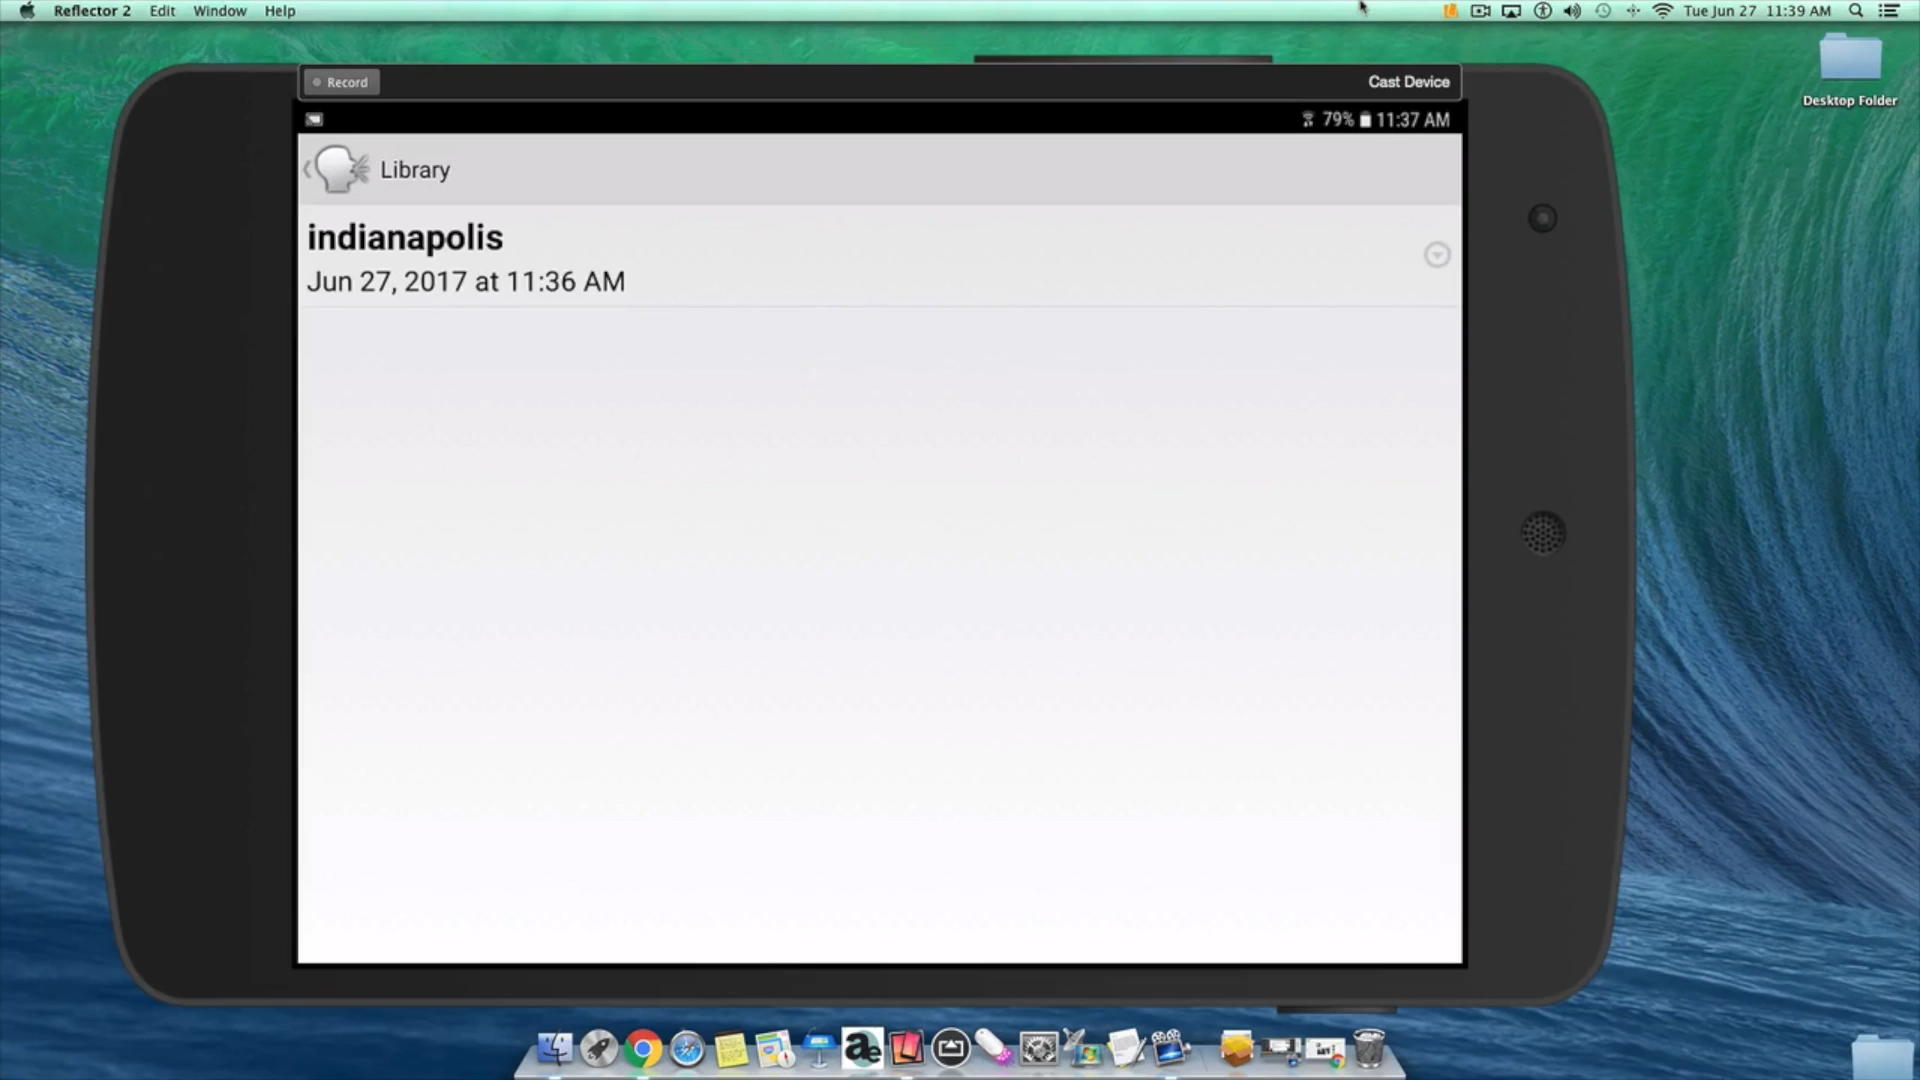 Reflector 2 Edit Window Help Tue Jun 27 11:39 AM
Record Cast Device
79% 11:37 AM
Desktop Folder
Library
indianapolis
Jun 27, 2017 at 11:36 AM
ae